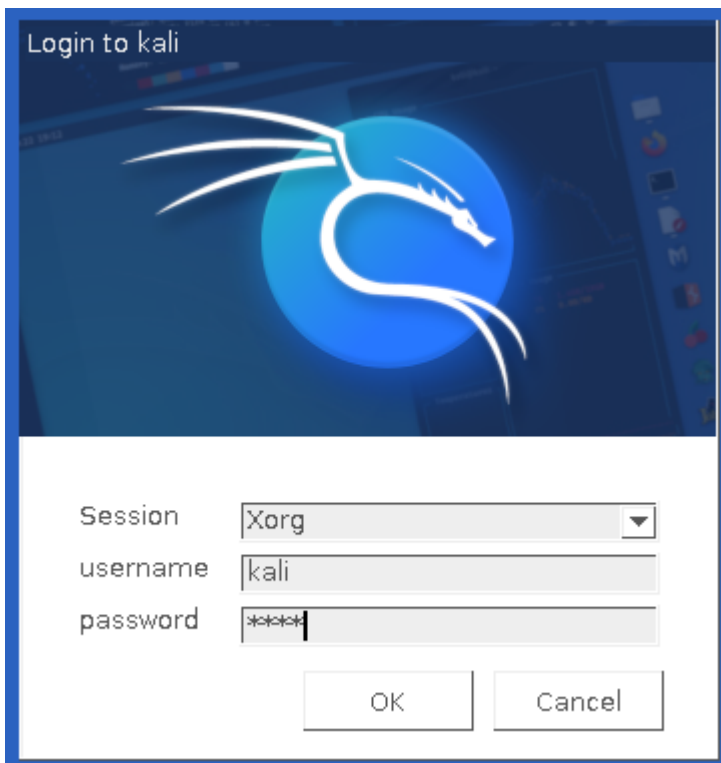 Login to kali
Session Xorg
username kali
password ****
OK Cancel